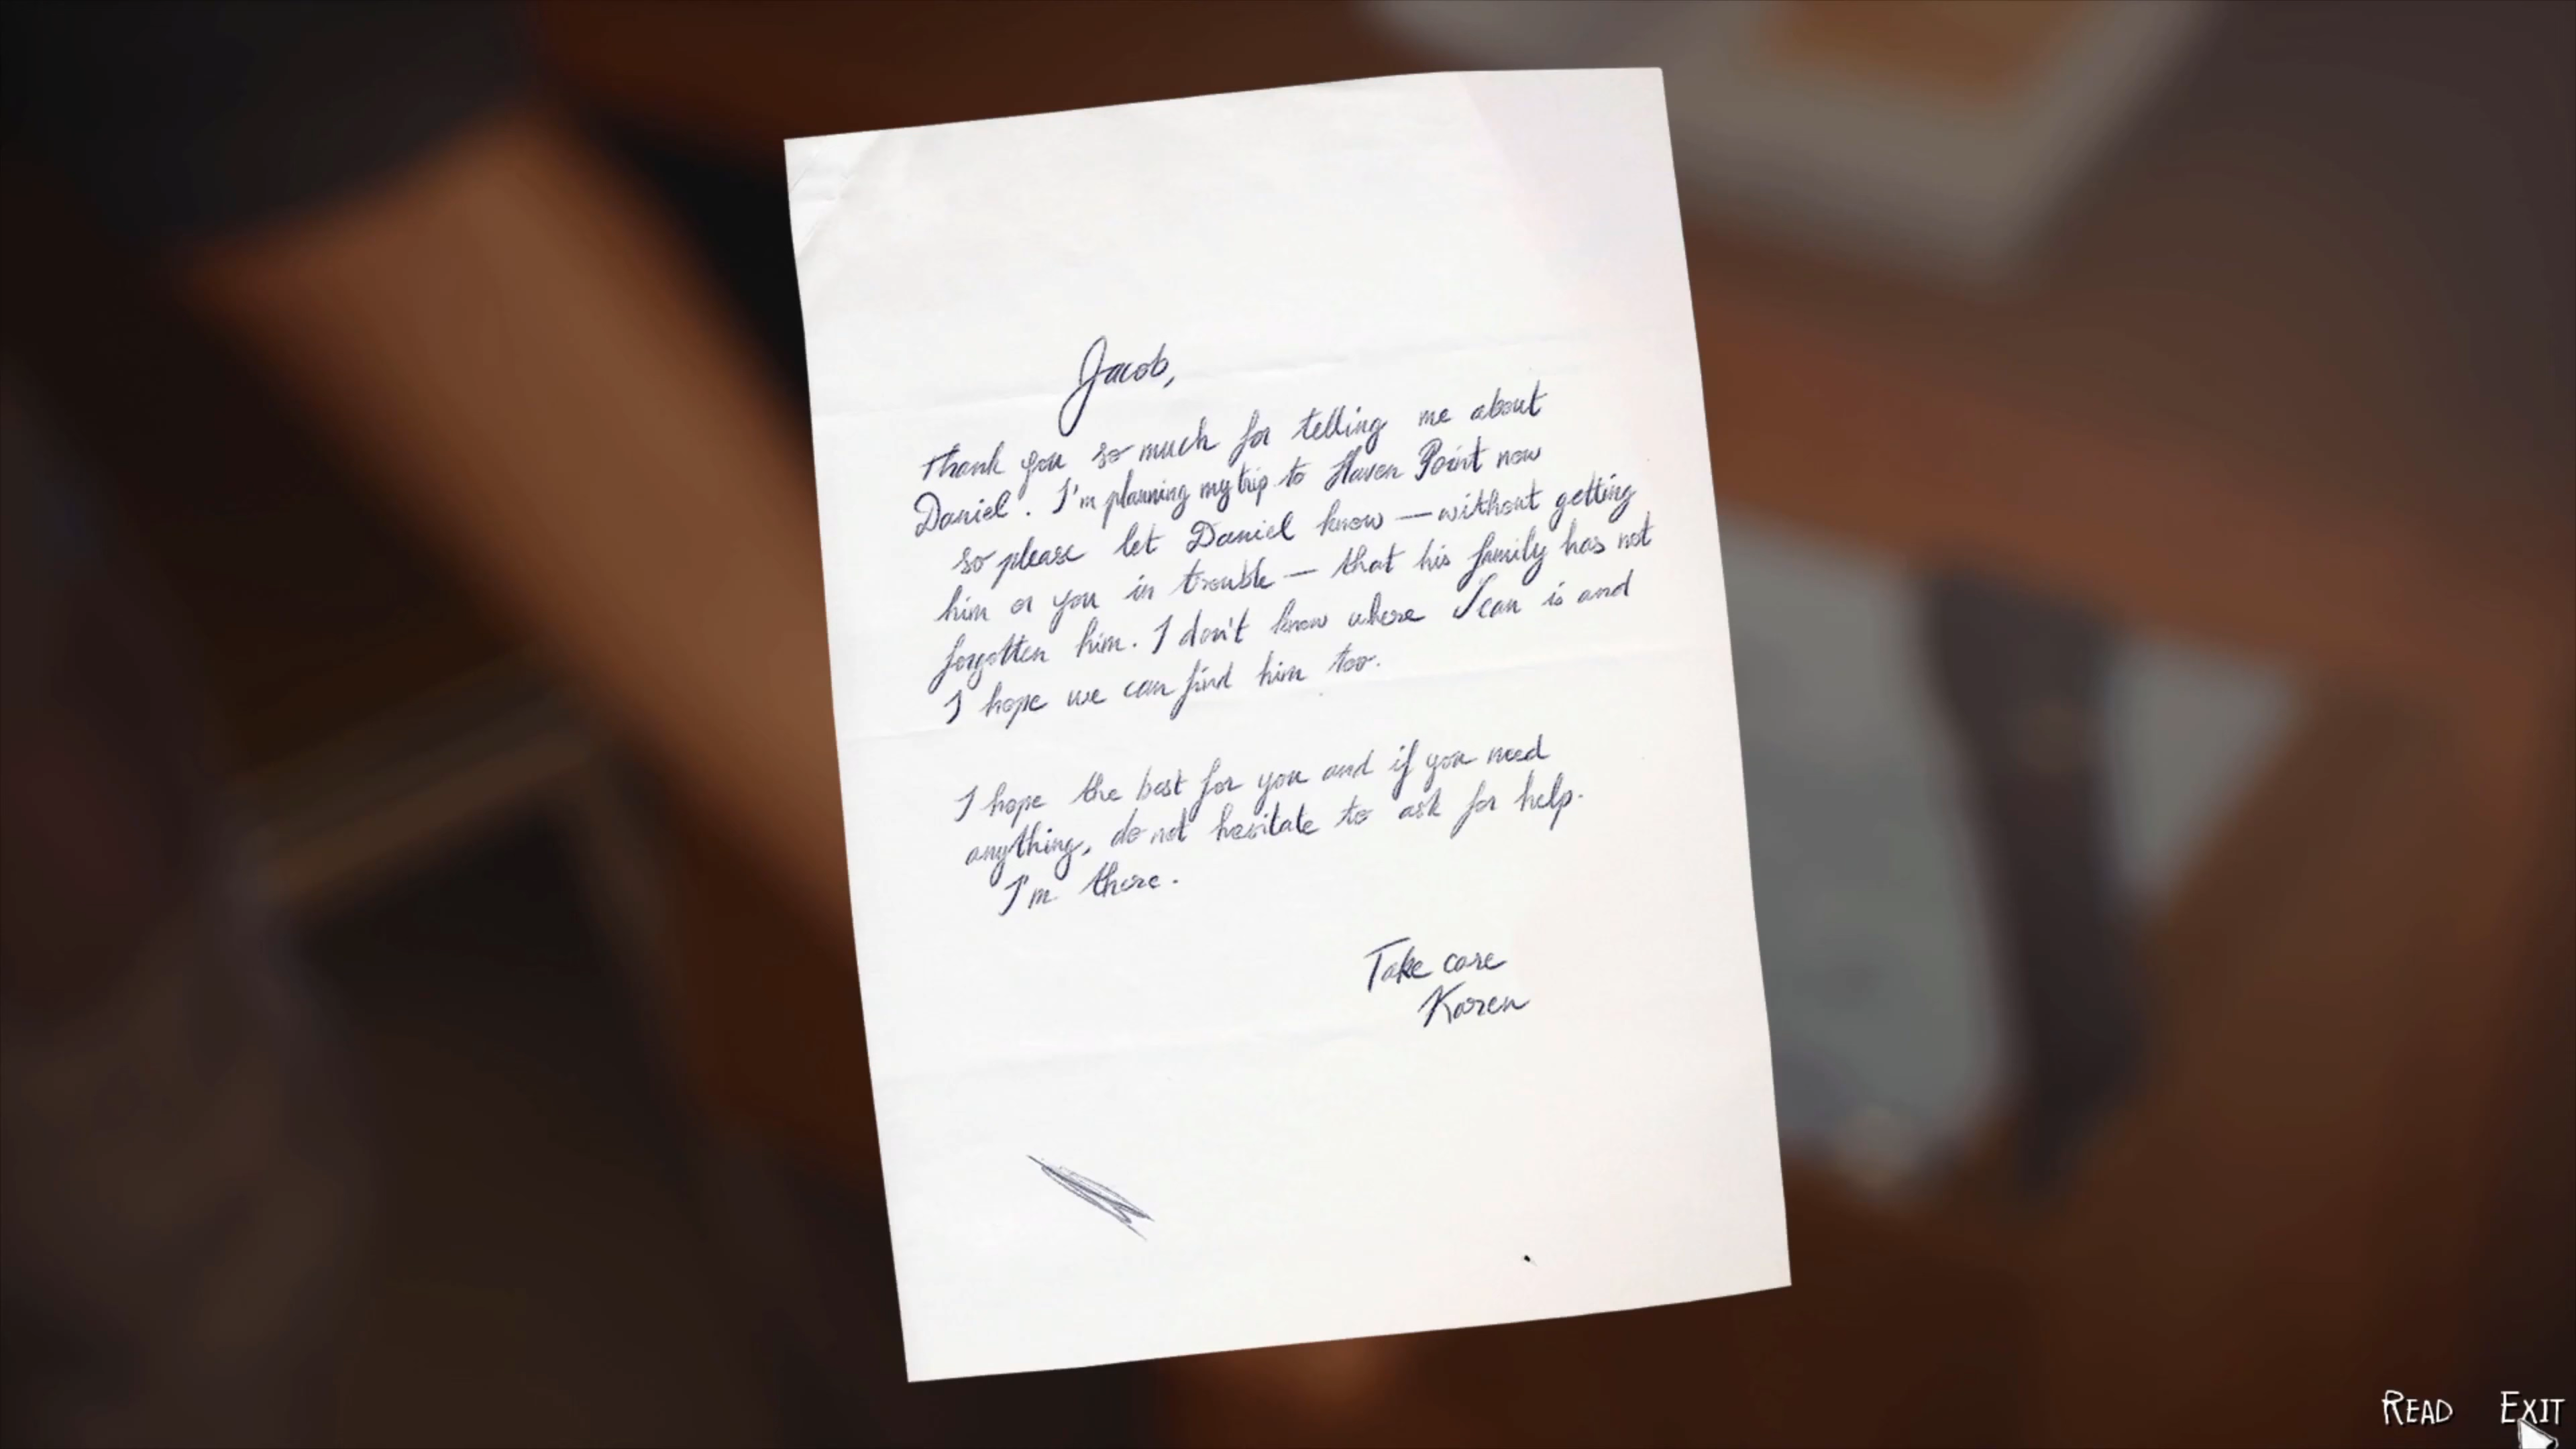 Jacob,
Thank you so much for telling me about
Daniel. I'm planning my trip to Haven Point now
so please let Daniel know — without getting
him or you in trouble — that his family has not
forgotten him. I don't know where Sean is and
I hope we can find him too.
I hope the best for you and if you need
anything, do not hesitate to ask for help.
I'm there.
Take care
Karen
READ EXIT